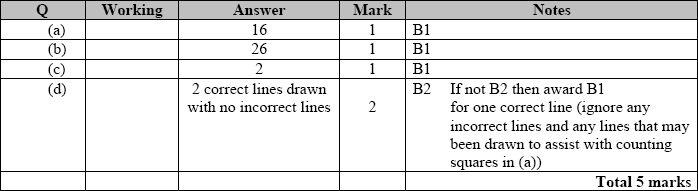 Q Working Answer Mark Notes
(a) 16 1 B1
(b) 26 1 B1
(c) 2 1 B1
(d) 2 correct lines drawn with no incorrect lines 2 B2 If not B2 then award B1
for one correct line (ignore any
incorrect lines and any lines that may
been drawn to assist with counting
squares in (a))
Total 5 marks